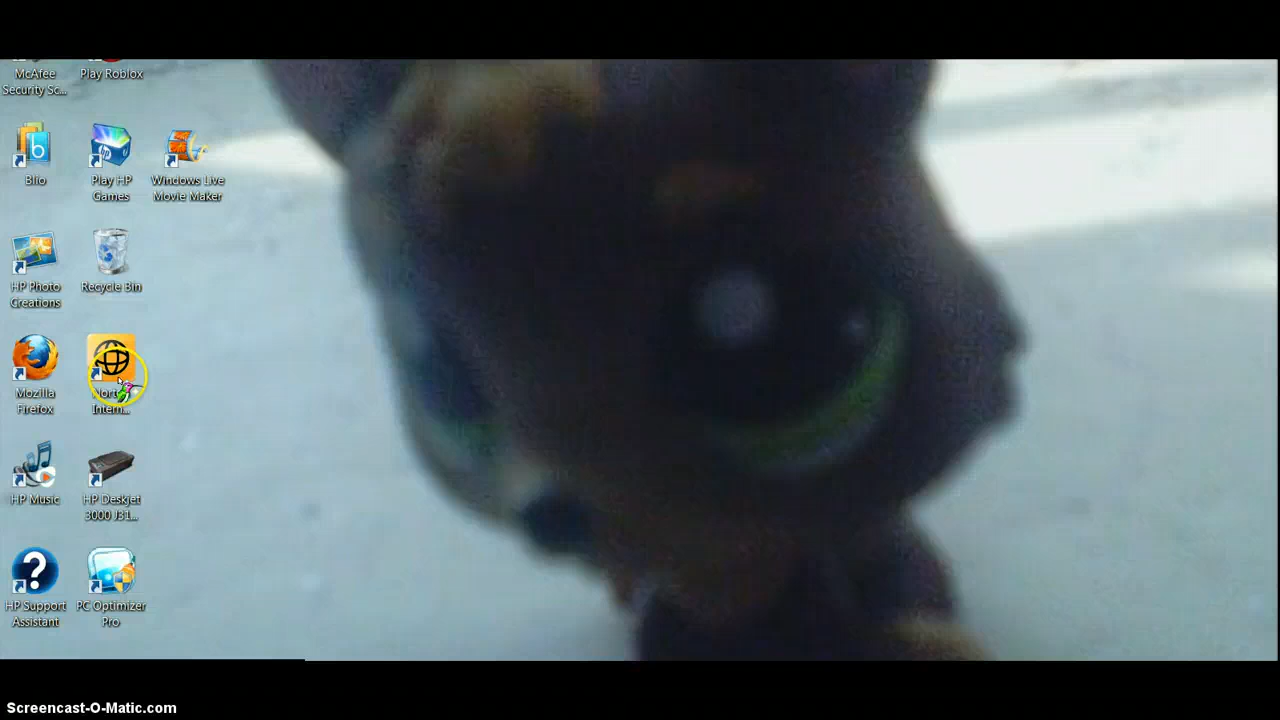 McAfee
Security Sc...
Play Roblox
Blio
Play HP
Games
Windows Live
Movie Maker
HP Photo
Creations
Recycle Bin
Mozilla
Firefox
Intern...
HP Music
HP Deskjet
3000 J31...
HP Support
Assistant
PC Optimizer
Pro
Screencast-O-Matic.com